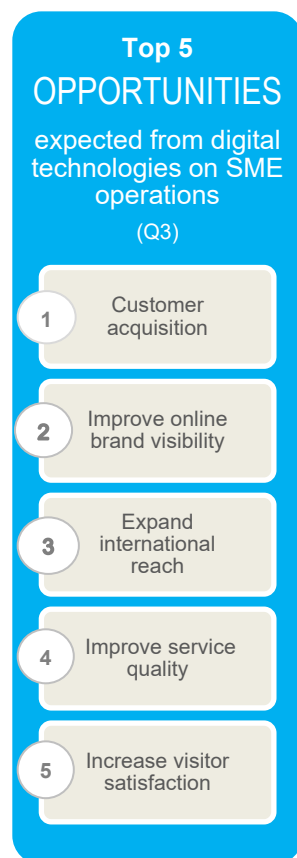 Top 5
OPPORTUNITIES
expected from digital
technologies on SME
operations
(Q3)
1
Customer
acquisition
2
Improve online
brand visibility
3
Expand
international
reach
4
Improve service
quality
5
Increase visitor
satisfaction